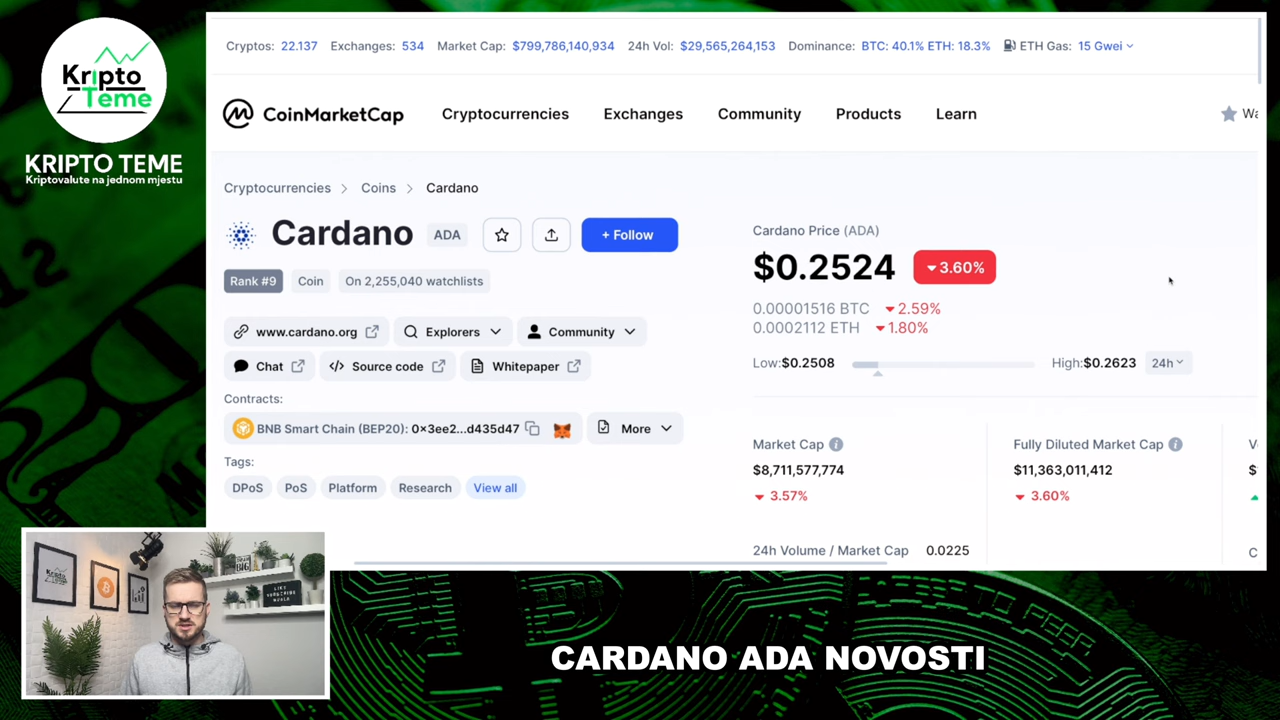 Kripto
Teme
KRIPTO TEME
Kriptovalute na jednom mjestu
Cryptos: 22.137 Exchanges: 534 Market Cap: $799,786,140,934 24h Vol: $29,565,264,153 Dominance: BTC: 40.1% ETH: 18.3% ETH Gas: 15 Gwei
CoinMarketCap Cryptocurrencies Exchanges Community Products Learn
Cryptocurrencies > Coins > Cardano
Cardano ADA + Follow
Rank #9 Coin On 2,255,040 watchlists
www.cardano.org Explorers Community
Chat Source code Whitepaper
Contracts:
BNB Smart Chain (BEP20): 0x3ee2...d435d47 More
Tags:
DPoS PoS Platform Research View all
Cardano Price (ADA)
$0.2524 3.60%
0.00001516 BTC 2.59%
0.0002112 ETH 1.80%
Low:$0.2508 High:$0.2623 24h
Market Cap Fully Diluted Market Cap
$8,711,577,774 $11,363,011,412
3.57% 3.60%
24h Volume / Market Cap 0.0225
CARDANO ADA NOVOSTI